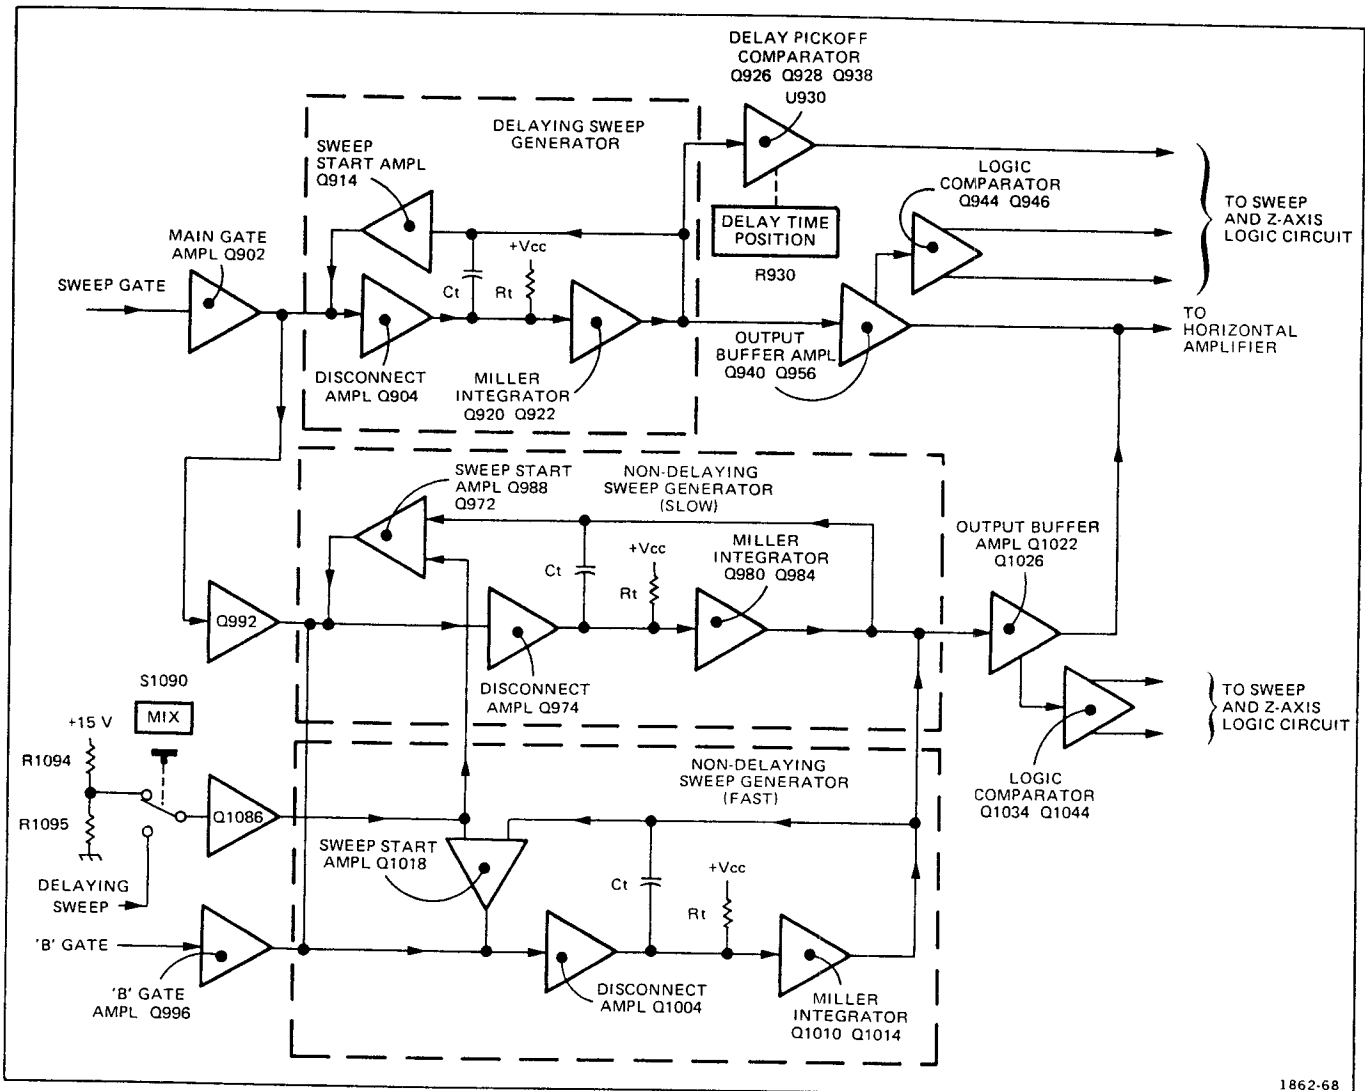 DELAY PICKOFF
COMPARATOR
Q926 Q928 Q938
U930
DELAYING SWEEP
GENERATOR
SWEEP
START AMPL
Q914
LOGIC
COMPARATOR
Q944 Q946
TO SWEEP
AND Z-AXIS
LOGIC CIRCUIT
DELAY TIME
POSITION
R930
MAIN GATE
AMPL Q902
SWEEP GATE
+Vcc
Ct
Rt
TO
HORIZONTAL
AMPLIFIER
OUTPUT
BUFFER AMPL
Q940 Q956
DISCONNECT
AMPL Q904
MILLER
INTEGRATOR
Q920 Q922
SWEEP START
AMPL Q988
Q972
NON-DELAYING
SWEEP GENERATOR
(SLOW)
+Vcc
Ct
Rt
MILLER
INTEGRATOR
Q980 Q984
OUTPUT BUFFER
AMPL Q1022
Q1026
Q992
DISCONNECT
AMPL Q974
S1090
MIX
+15 V
R1094
R1095
Q1086
DELAYING
SWEEP
TO SWEEP
AND Z-AXIS
LOGIC CIRCUIT
LOGIC
COMPARATOR
Q1034 Q1044
NON-DELAYING
SWEEP GENERATOR
(FAST)
SWEEP START
AMPL Q1018
+Vcc
Ct
Rt
'B' GATE
'B' GATE
AMPL Q996
DISCONNECT
AMPL Q1004
MILLER
INTEGRATOR
Q1010 Q1014
1862-68